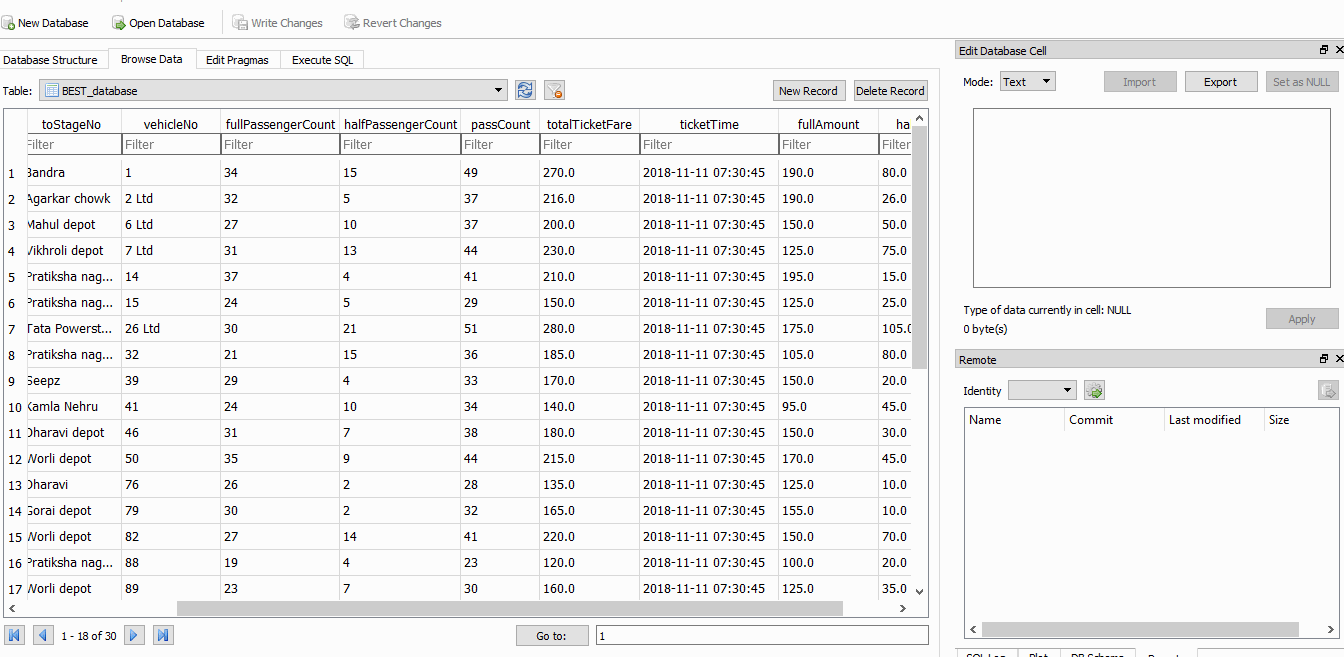 New Database Open Database Write Changes Revert Changes
Database Structure Browse Data Edit Pragmas Execute SQL
Table: BEST_database New Record Delete Record
toStageNo vehicleNo fullPassengerCount halfPassengerCount passCount totalTicketFare ticketTime fullAmount ha
Filter Filter Filter Filter Filter Filter Filter Filter Filter
1 Bandra 1 34 15 49 270.0 2018-11-11 07:30:45 190.0 80.0
2 Agarkar chowk 2 Ltd 32 5 37 216.0 2018-11-11 07:30:45 190.0 26.0
3 Mahul depot 6 Ltd 27 10 37 200.0 2018-11-11 07:30:45 150.0 50.0
4 Vikhroli depot 7 Ltd 31 13 44 230.0 2018-11-11 07:30:45 125.0 75.0
5 Pratiksha nag... 14 37 4 41 210.0 2018-11-11 07:30:45 195.0 15.0
6 Pratiksha nag... 15 24 5 29 150.0 2018-11-11 07:30:45 125.0 25.0
7 Tata Powerst... 26 Ltd 30 21 51 280.0 2018-11-11 07:30:45 175.0 105.0
8 Pratiksha nag... 32 21 15 36 185.0 2018-11-11 07:30:45 105.0 80.0
9 Seepz 39 29 4 33 170.0 2018-11-11 07:30:45 150.0 20.0
10 Kamla Nehru 41 24 10 34 140.0 2018-11-11 07:30:45 95.0 45.0
11 Dharavi depot 46 31 7 38 180.0 2018-11-11 07:30:45 150.0 30.0
12 Worli depot 50 35 9 44 215.0 2018-11-11 07:30:45 170.0 45.0
13 Dharavi 76 26 2 28 135.0 2018-11-11 07:30:45 125.0 10.0
14 Gorai depot 79 30 2 32 165.0 2018-11-11 07:30:45 155.0 10.0
15 Worli depot 82 27 14 41 220.0 2018-11-11 07:30:45 150.0 70.0
16 Pratiksha nag... 88 19 4 23 120.0 2018-11-11 07:30:45 100.0 20.0
17 Worli depot 89 23 7 30 160.0 2018-11-11 07:30:45 125.0 35.0
1 - 18 of 30 Go to: 1
Edit Database Cell
Mode: Text Import Export Set as NULL
Type of data currently in cell: NULL
0 byte(s)
Apply
Remote
Identity
Name Commit Last modified Size
SQL Log Plot DB Schema Remote